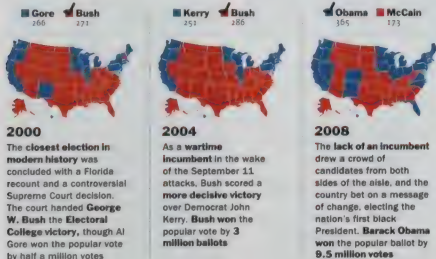 Gore Bush
266 271
2000
The closest election in
modern history was
concluded with a Florida
recount and a controversial
Supreme Court decision.
The court handed George
W. Bush the Electoral
College victory, though Al
Gore won the popular vote
by half a million votes
Kerry Bush
251 286
2004
As a wartime
incumbent in the wake
of the September 11
attacks, Bush scored a
more decisive victory
over Democrat John
Kerry. Bush won the
popular vote by 3
million ballots
Obama McCain
365 173
2008
The lack of an incumbent
drew a crowd of
candidates from both
sides of the aisle, and the
country bet on a message
of change, electing the
nation's first black
President. Barack Obama
won the popular ballot by
9.5 million votes